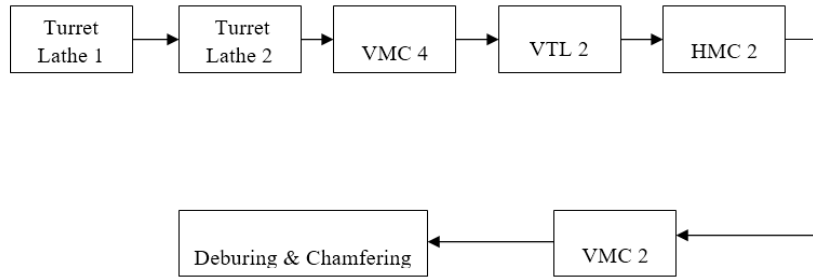 Turret
Lathe 1
Turret
Lathe 2
VMC 4
VTL 2
HMC 2
Deburing & Chamfering
VMC 2